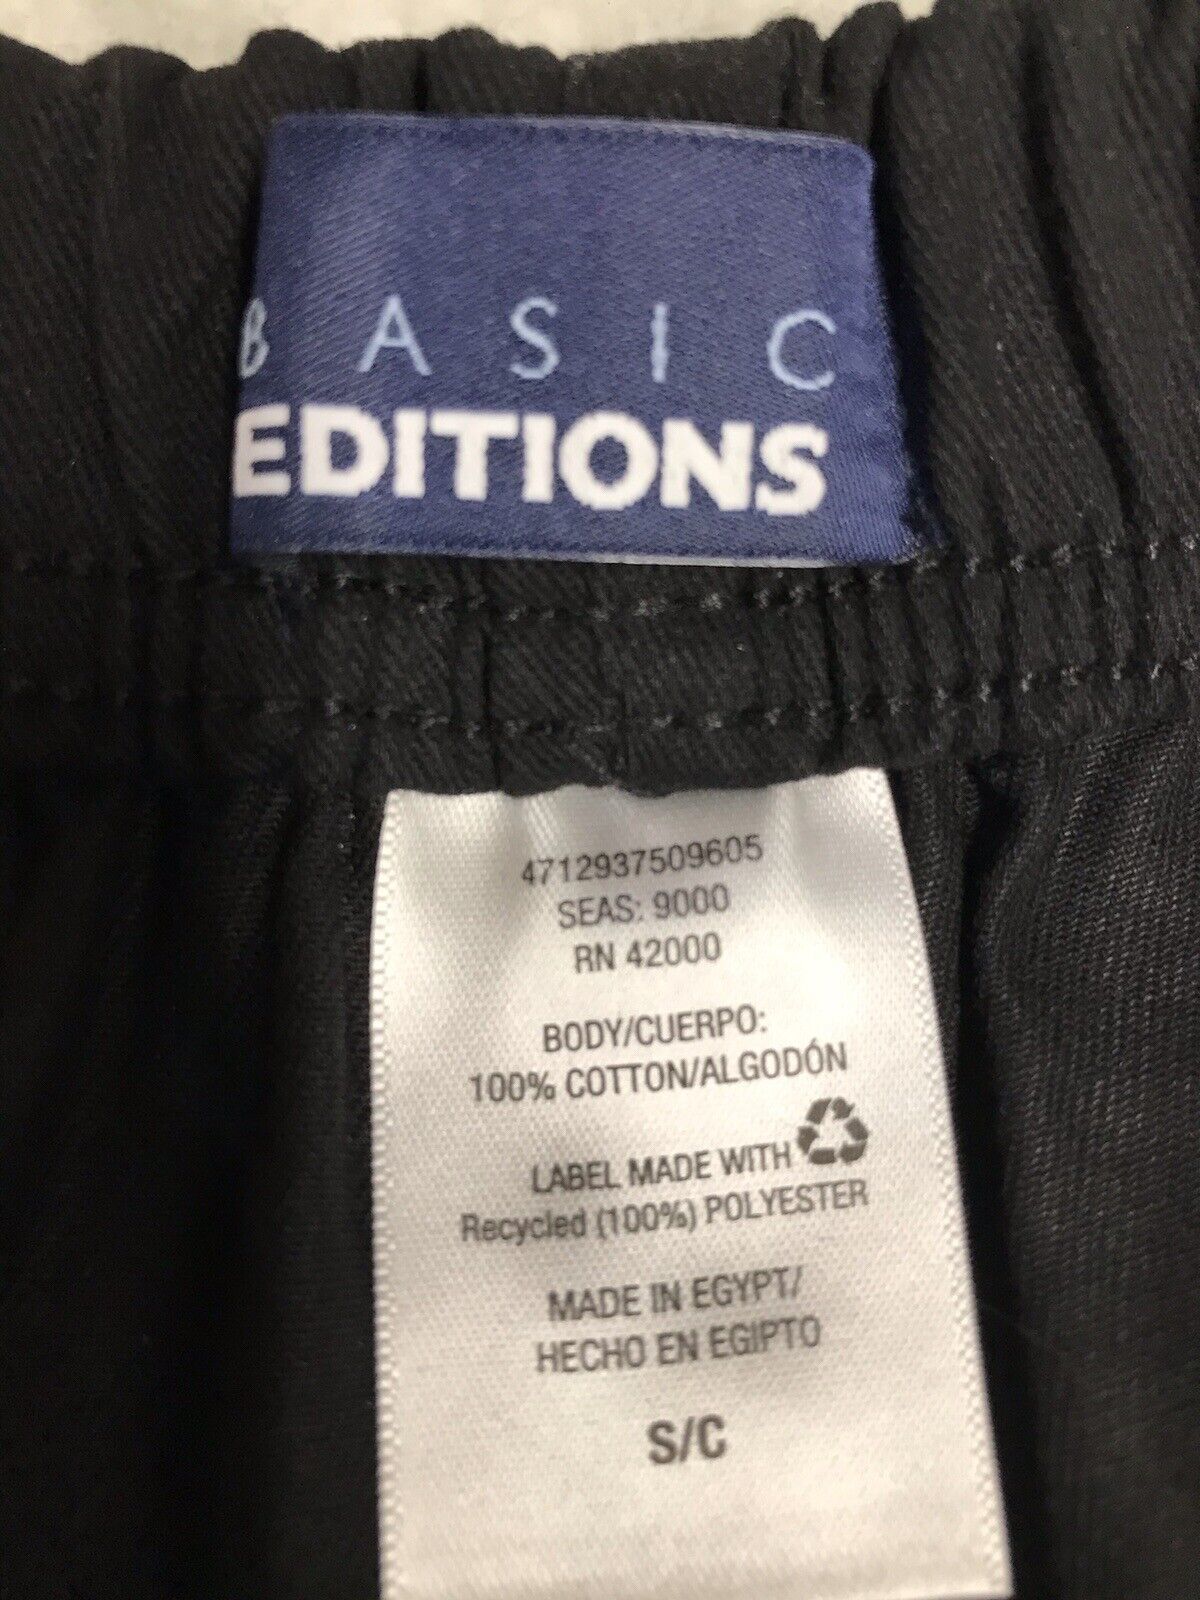 BASIC
EDITIONS
4712937509605
SEAS: 9000
RN 42000
BODY/CUERPO:
100% COTTON/ALGODÓN
LABEL MADE WITH
Recycled (100%) POLYESTER
MADE IN EGYPT/
HECHO EN EGIPTO
S/C